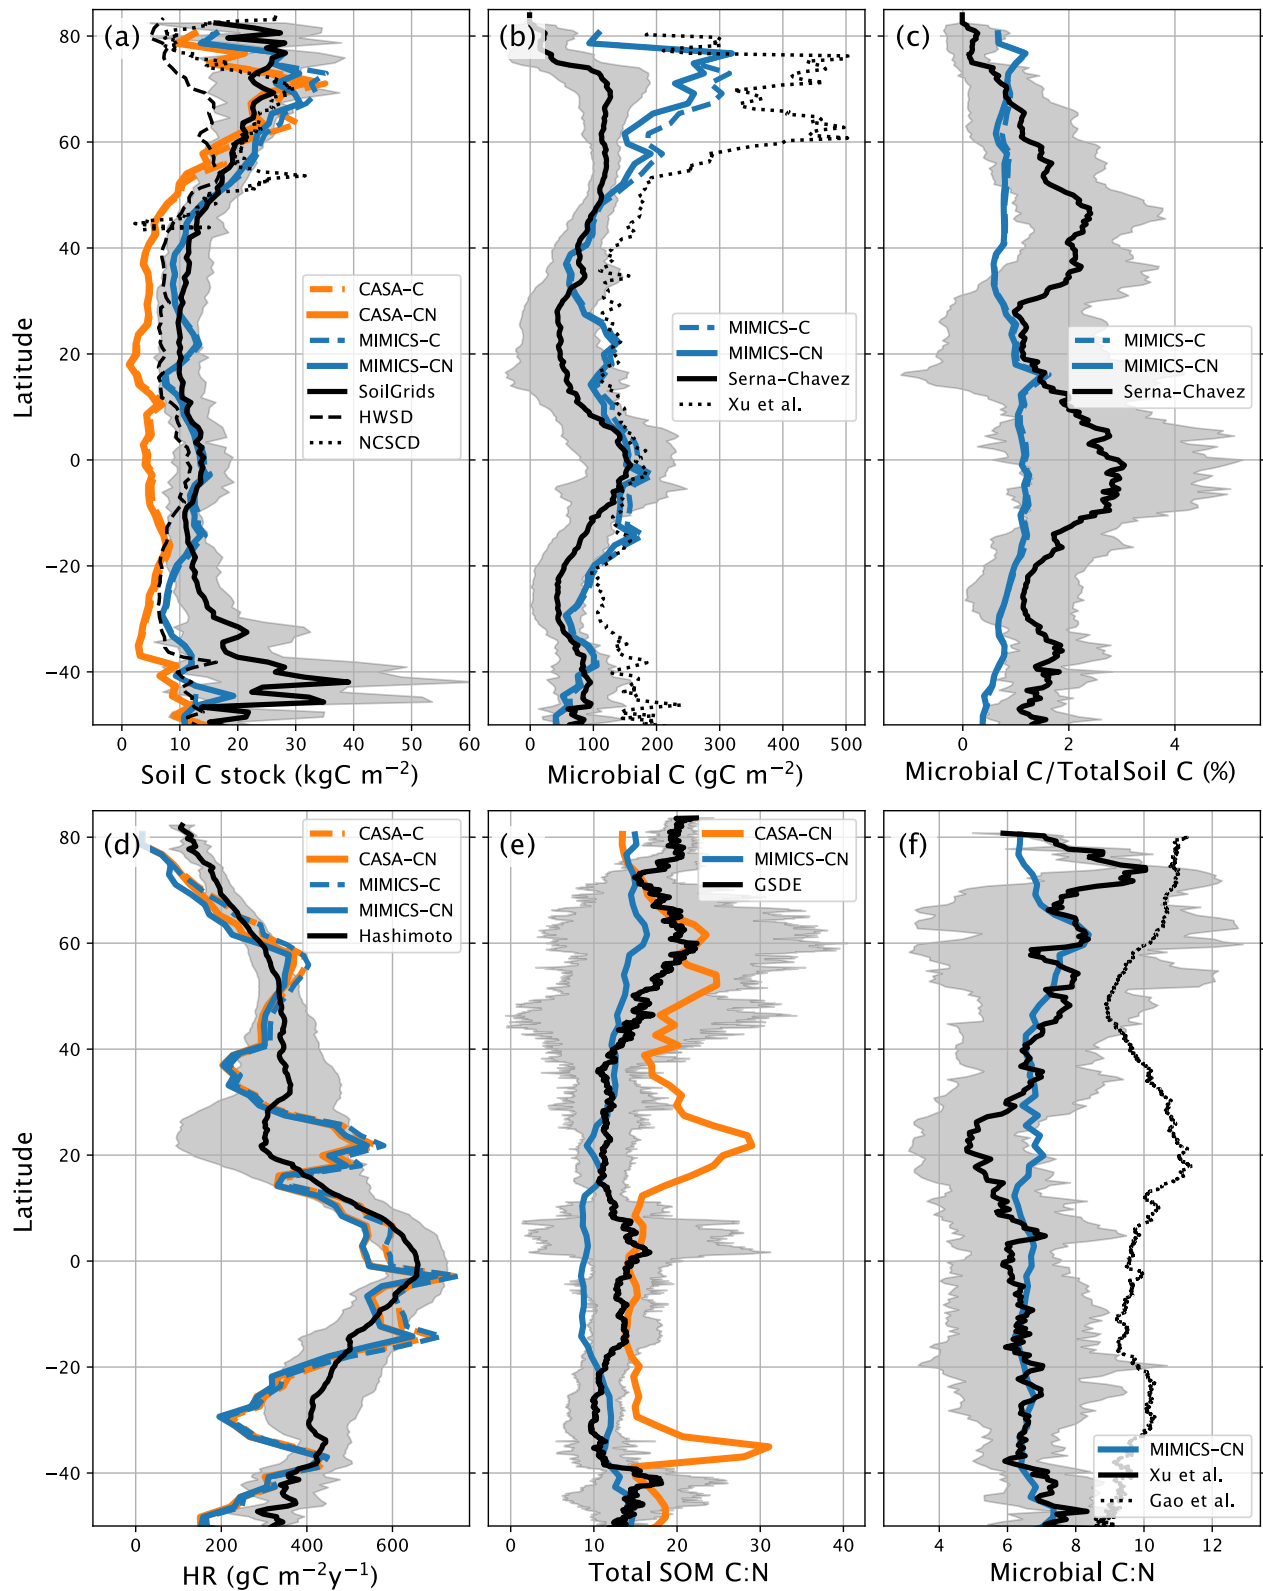 (a)
(b)
(c)
80
60
40
20
0
−20
−40
Latitude
CASA-C
CASA-CN
MIMICS-C
MIMICS-CN
SoilGrids
HWSD
NCSCD
MIMICS-C
MIMICS-CN
Serna-Chavez
Xu et al.
MIMICS-C
MIMICS-CN
Serna-Chavez
0 10 20 30 40 50 60
0 100 200 300 400 500
0 2 4
Soil C stock (kgC m⁻²)
Microbial C (gC m⁻²)
Microbial C/Total Soil C (%)
(d)
(e)
(f)
80
60
40
20
0
−20
−40
Latitude
CASA-C
CASA-CN
MIMICS-C
MIMICS-CN
Hashimoto
CASA-CN
MIMICS-CN
GSDE
MIMICS-CN
Xu et al.
Gao et al.
200 400 600
0 10 20 30 40
4 6 8 10 12
HR (gC m⁻²y⁻¹)
Total SOM C:N
Microbial C:N